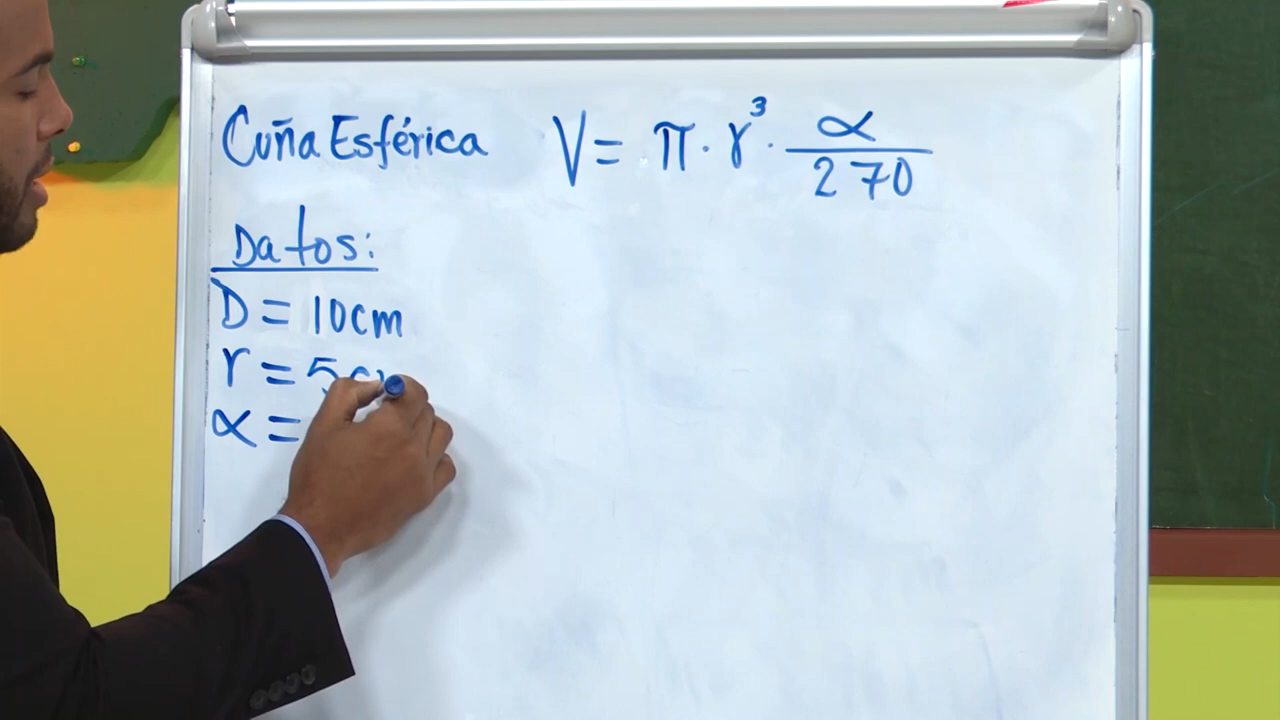 Cuña Esférica V = π · r³ · α / 270
Datos:
D = 10cm
r = 5
α =